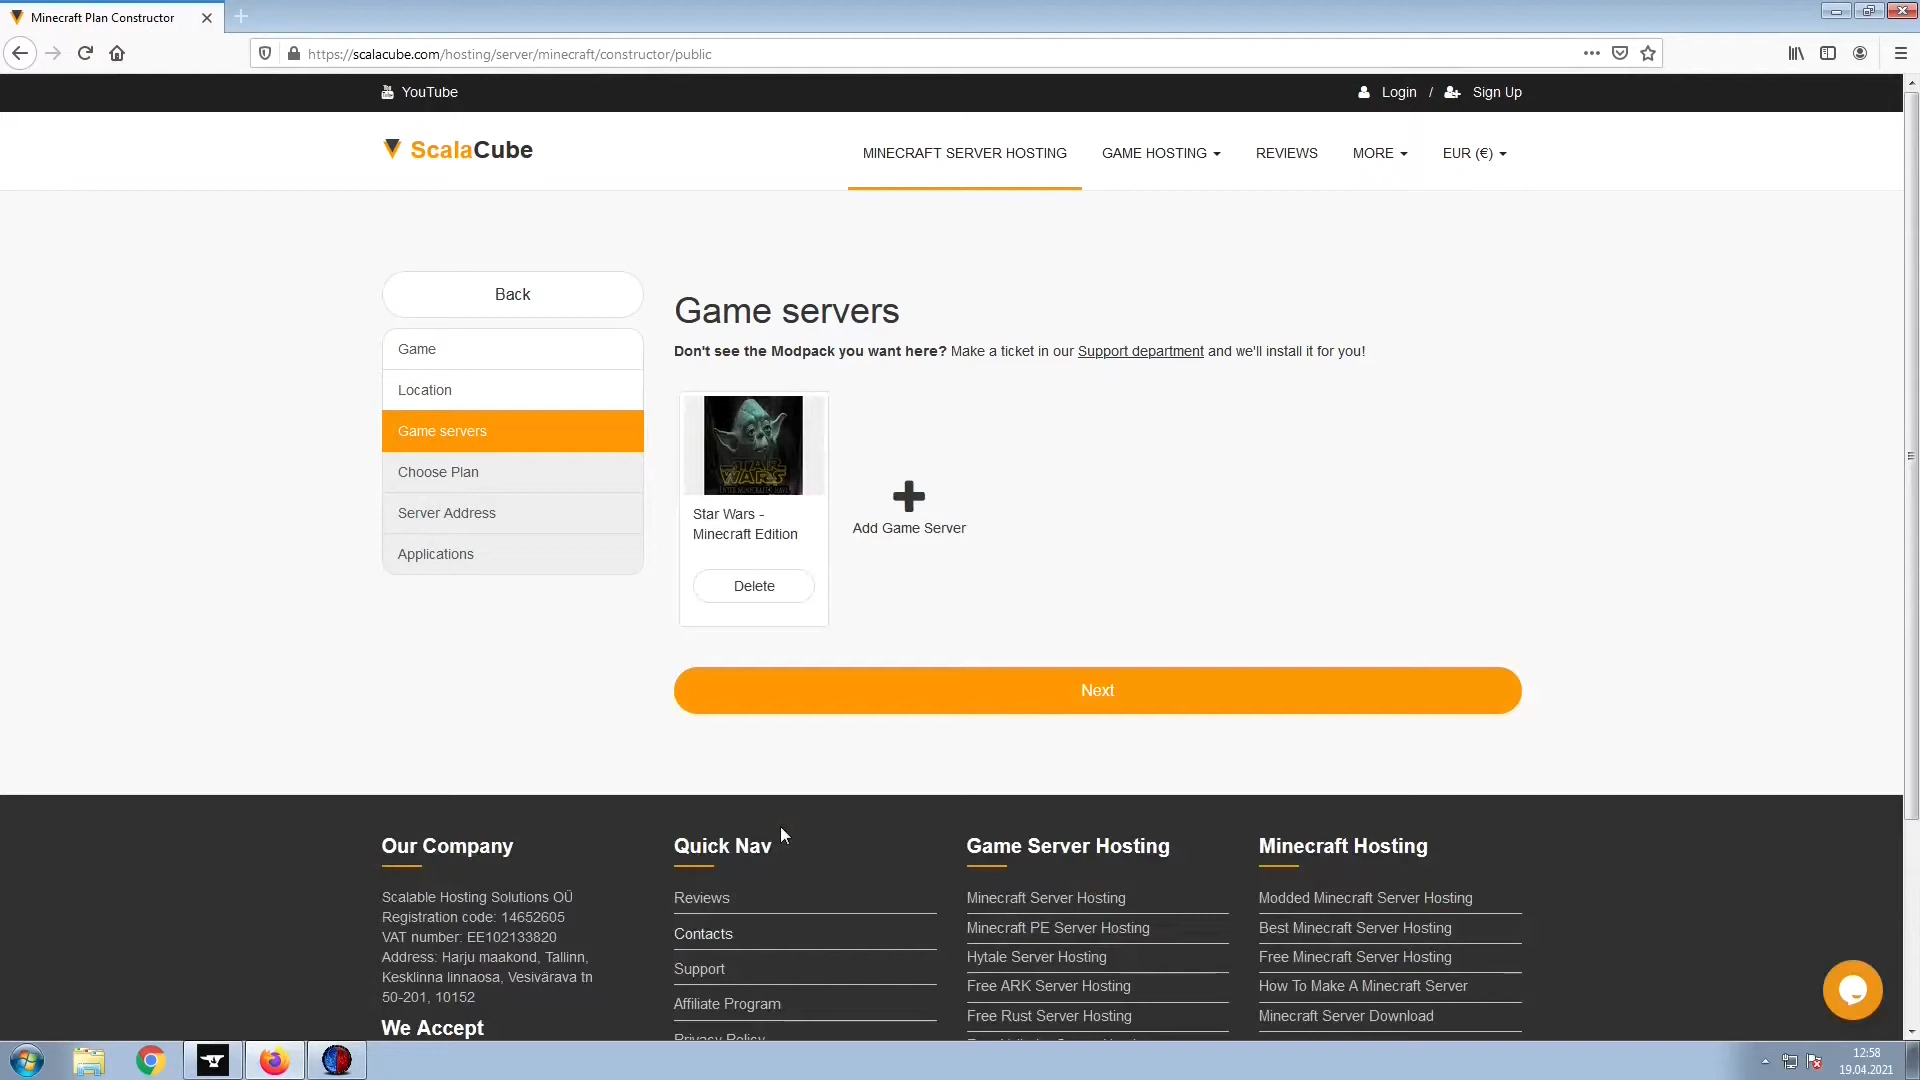 Minecraft Plan Constructor
https://scalacube.com/hosting/server/minecraft/constructor/public
YouTube
Login / Sign Up
ScalaCube
MINECRAFT SERVER HOSTING
GAME HOSTING
REVIEWS
MORE
EUR (€)
Back
Game
Location
Game servers
Choose Plan
Server Address
Applications
Game servers
Don't see the Modpack you want here? Make a ticket in our Support department and we'll install it for you!
STAR
WARS
Star Wars -
Minecraft Edition
Delete
Add Game Server
Next
Our Company
Scalable Hosting Solutions OÜ
Registration code: 14652605
VAT number: EE102133820
Address: Harju maakond, Tallinn,
Kesklinna linnaosa, Vesivärava tn
50-201, 10152
We Accept
Quick Nav
Reviews
Contacts
Support
Affiliate Program
Privacy Policy
Game Server Hosting
Minecraft Server Hosting
Minecraft PE Server Hosting
Hytale Server Hosting
Free ARK Server Hosting
Free Rust Server Hosting
Minecraft Hosting
Modded Minecraft Server Hosting
Best Minecraft Server Hosting
Free Minecraft Server Hosting
How To Make A Minecraft Server
Minecraft Server Download
12:58
19.04.2021